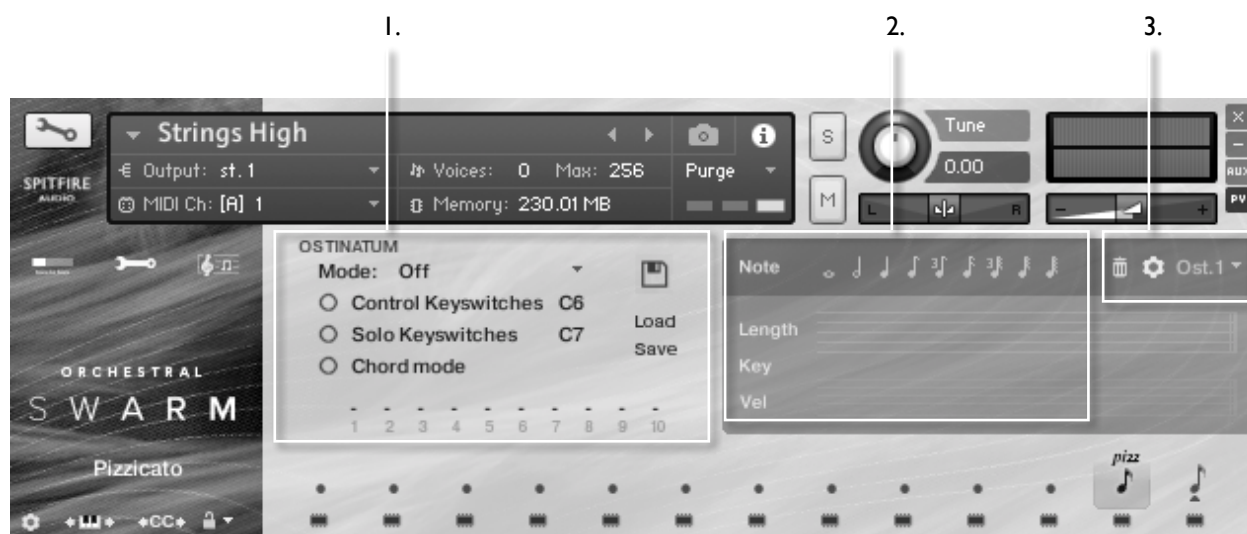 1. 2. 3.
Strings High
S
Tune
SPITFIRE
AUDIO
Output: st. 1
Voices: 0 Max: 256
Purge
0.00
AUX
MIDI Ch: [A] 1
Memory: 230.01 MB
M
L R
- +
PV
OSTINATUM
Mode: Off
Control Keyswitches C6
Solo Keyswitches C7
Chord mode
Load
Save
- - - - - - - - - -
1 2 3 4 5 6 7 8 9 10
Note
3 3
Ost.1
Length
Key
Vel
ORCHESTRAL
SWARM
Pizzicato
pizz
CC